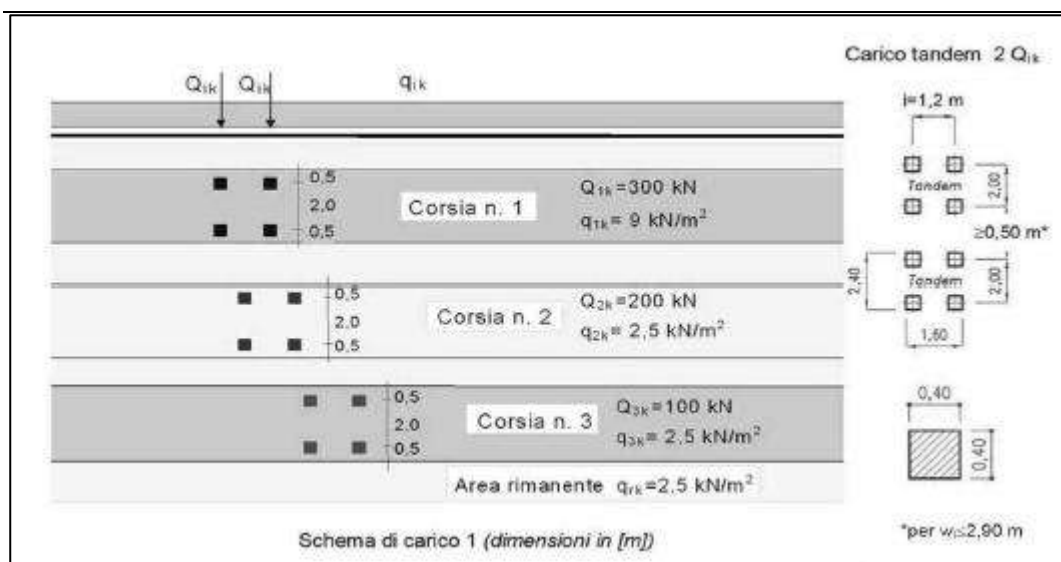 Carico tandem 2 Qik
Q1k Q1k qik
i=1,2 m
0,5
2.0
0,5
Corsia n. 1
Q1k=300 kN
q1k= 9 kN/m²
Tandem
2,00
≥0,50 m*
0,5
2.0
0,5
Corsia n. 2
Q2k=200 kN
q2k= 2,5 kN/m²
2,40
Tandem
2,00
1,60
0,5
2.0
0,5
Corsia n. 3
Q3k=100 kN
q3k= 2,5 kN/m²
0,40
0,40
Area rimanente qrk=2,5 kN/m²
Schema di carico 1 (dimensioni in [m])
*per wi≤2,90 m